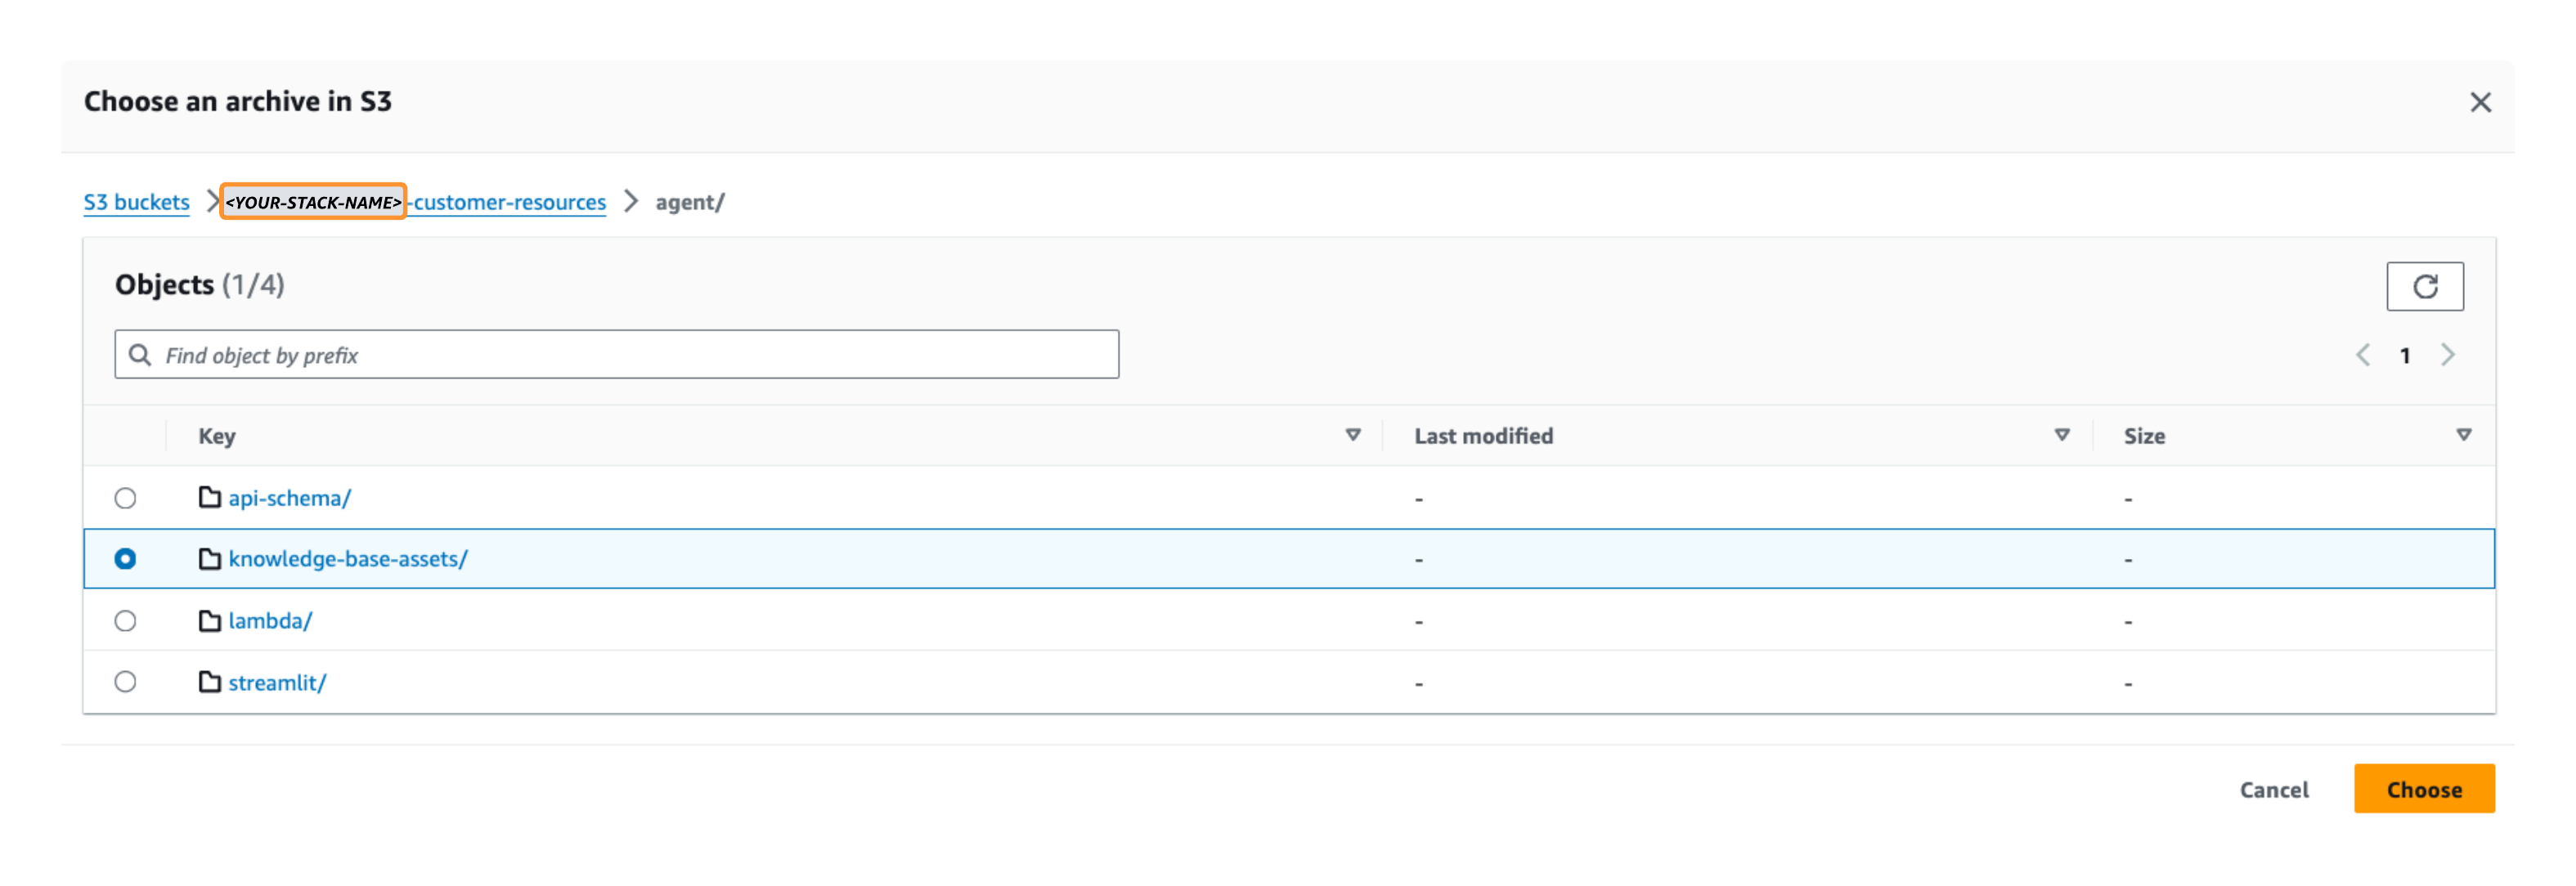 Choose an archive in S3
S3 buckets > <YOUR-STACK-NAME>-customer-resources > agent/
Objects (1/4)
Find object by prefix
1
Key Last modified Size
api-schema/ - -
knowledge-base-assets/ - -
lambda/ - -
streamlit/ - -
Cancel Choose